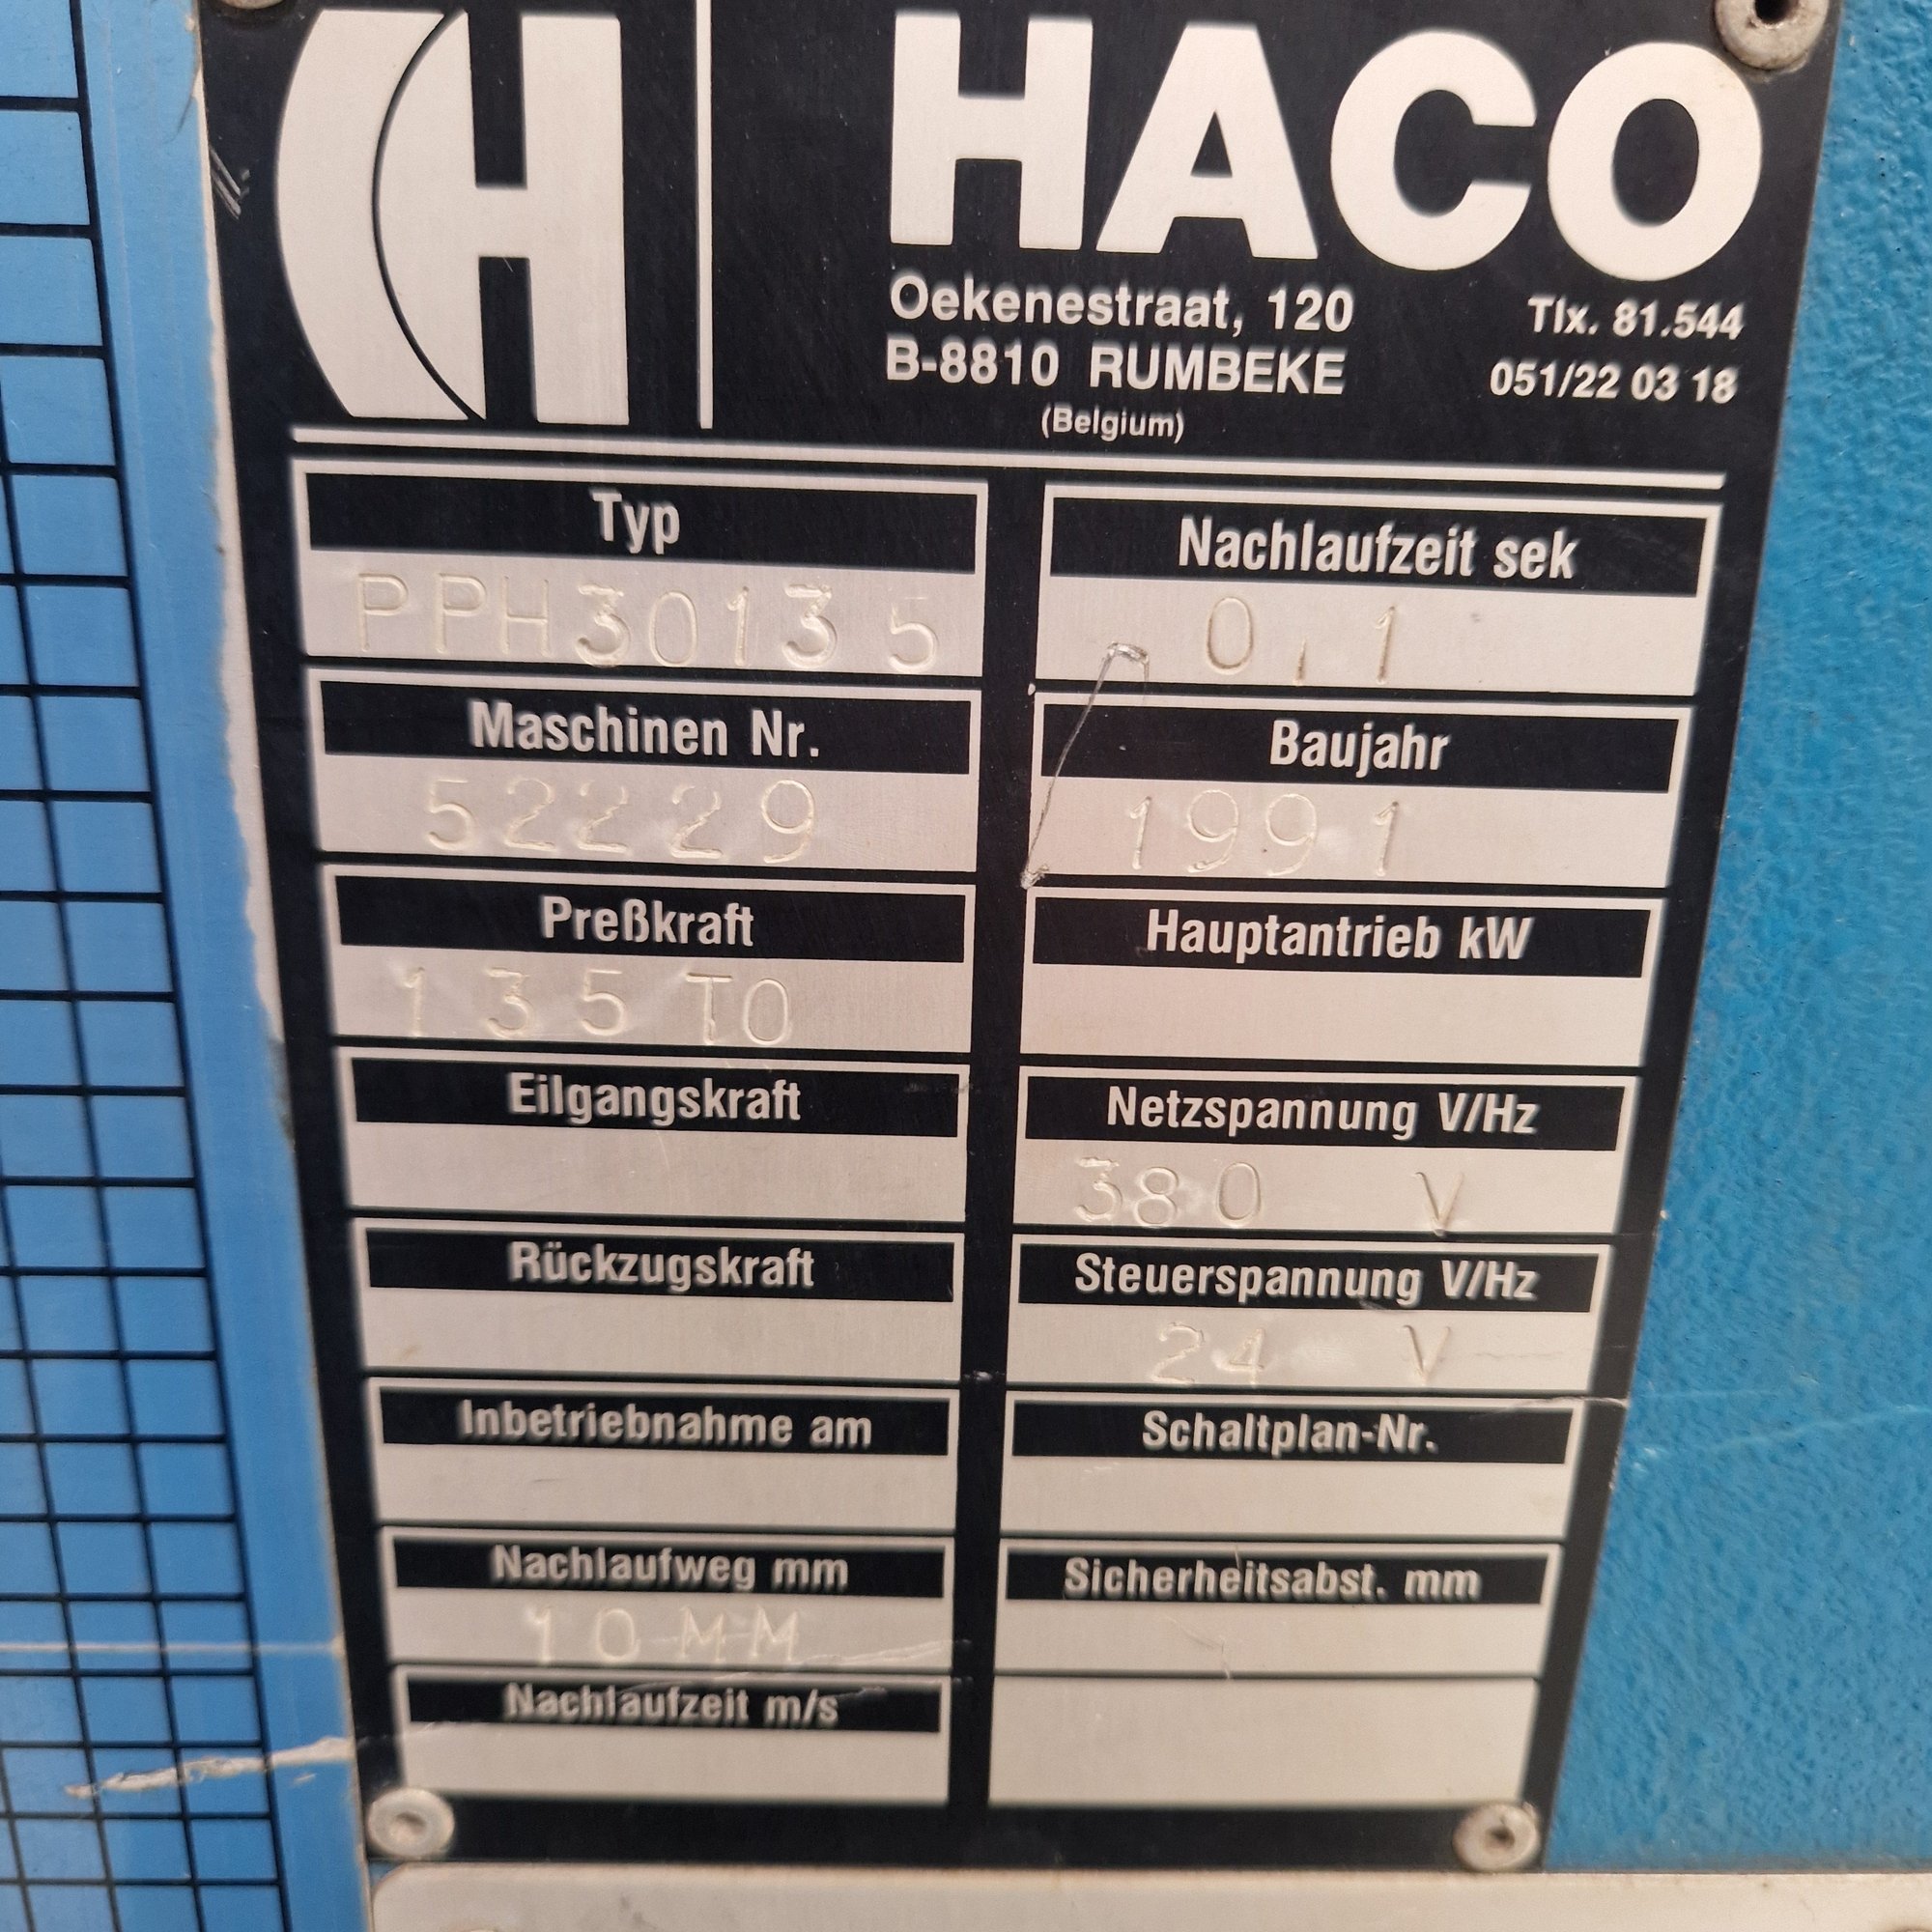 H
HACO
Oekenestraat, 120
B-8810 RUMBEKE
(Belgium)
Tlx. 81.544
051/22 03 18
Typ
PPH30135
Nachlaufzeit sek
0,1
Maschinen Nr.
52229
Baujahr
1991
Preßkraft
135 TO
Hauptantrieb kW
Eilgangskraft
Netzspannung V/Hz
380 V
Rückzugskraft
Steuerspannung V/Hz
24 V
Inbetriebnahme am
Schaltplan-Nr.
Nachlaufweg mm
10 MM
Sicherheitsabst. mm
Nachlaufzeit m/s